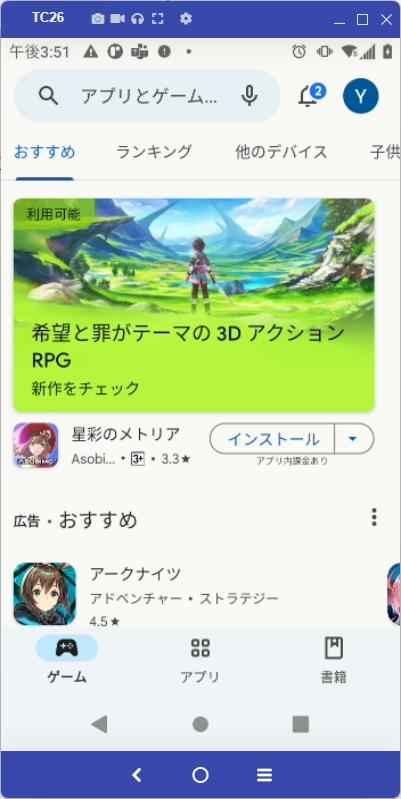 TC26
午後3:51
アプリとゲーム...
2
Y
おすすめ
ランキング
他のデバイス
子供
利用可能
希望と罪がテーマの 3D アクション
RPG
新作をチェック
星彩のメトリア
インストール
Asobi... • 3+ • 3.3★
アプリ内課金あり
広告・おすすめ
アークナイツ
アドベンチャー • ストラテジー
4.5★
ゲーム
アプリ
書籍